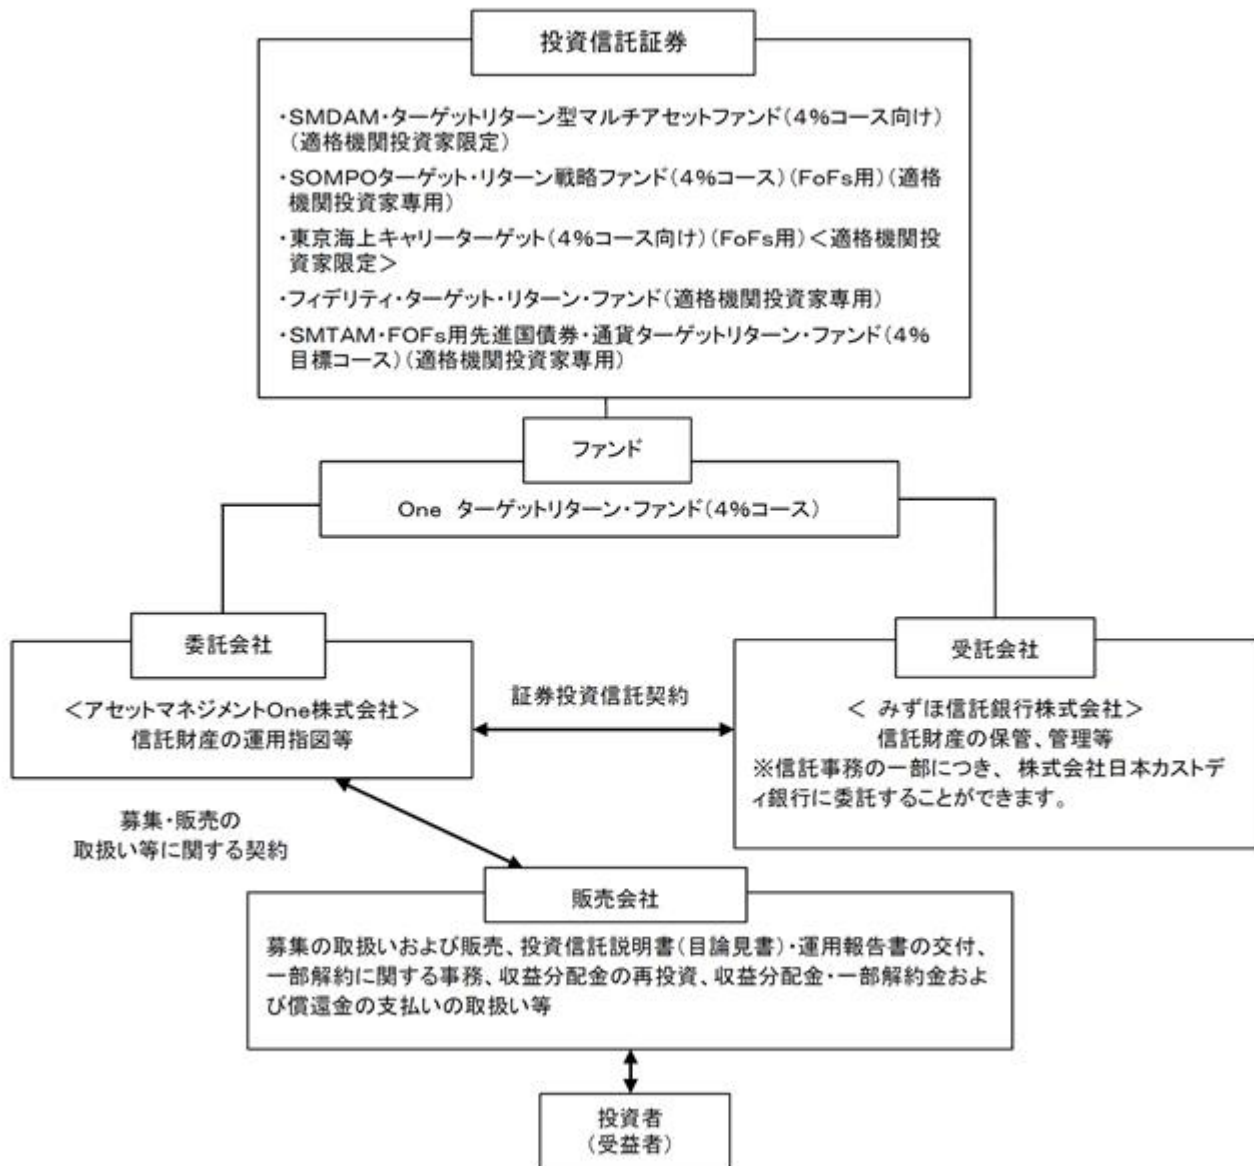 投資信託証券
・SMDAM・ターゲットリターン型マルチアセットファンド(4%コース向け)
(適格機関投資家限定)
・SOMPOターゲット・リターン戦略ファンド(4%コース)(FoFs用)(適格
機関投資家専用)
・東京海上キャリーターゲット(4%コース向け)(FoFs用)<適格機関投
資家限定>
・フィデリティ・ターゲット・リターン・ファンド(適格機関投資家専用)
・SMTAM・FOFs用先進国債券・通貨ターゲットリターン・ファンド(4%
目標コース)(適格機関投資家専用)
ファンド
One ターゲットリターン・ファンド(4%コース)
委託会社
<アセットマネジメントOne株式会社>
信託財産の運用指図等
証券投資信託契約
受託会社
< みずほ信託銀行株式会社>
信託財産の保管、管理等
※信託事務の一部につき、 株式会社日本カストデ
ィ銀行に委託することができます。
募集・販売の
取扱い等に関する契約
販売会社
募集の取扱いおよび販売、投資信託説明書(目論見書)・運用報告書の交付、
一部解約に関する事務、収益分配金の再投資、収益分配金・一部解約金およ
び償還金の支払いの取扱い等
投資者
(受益者)